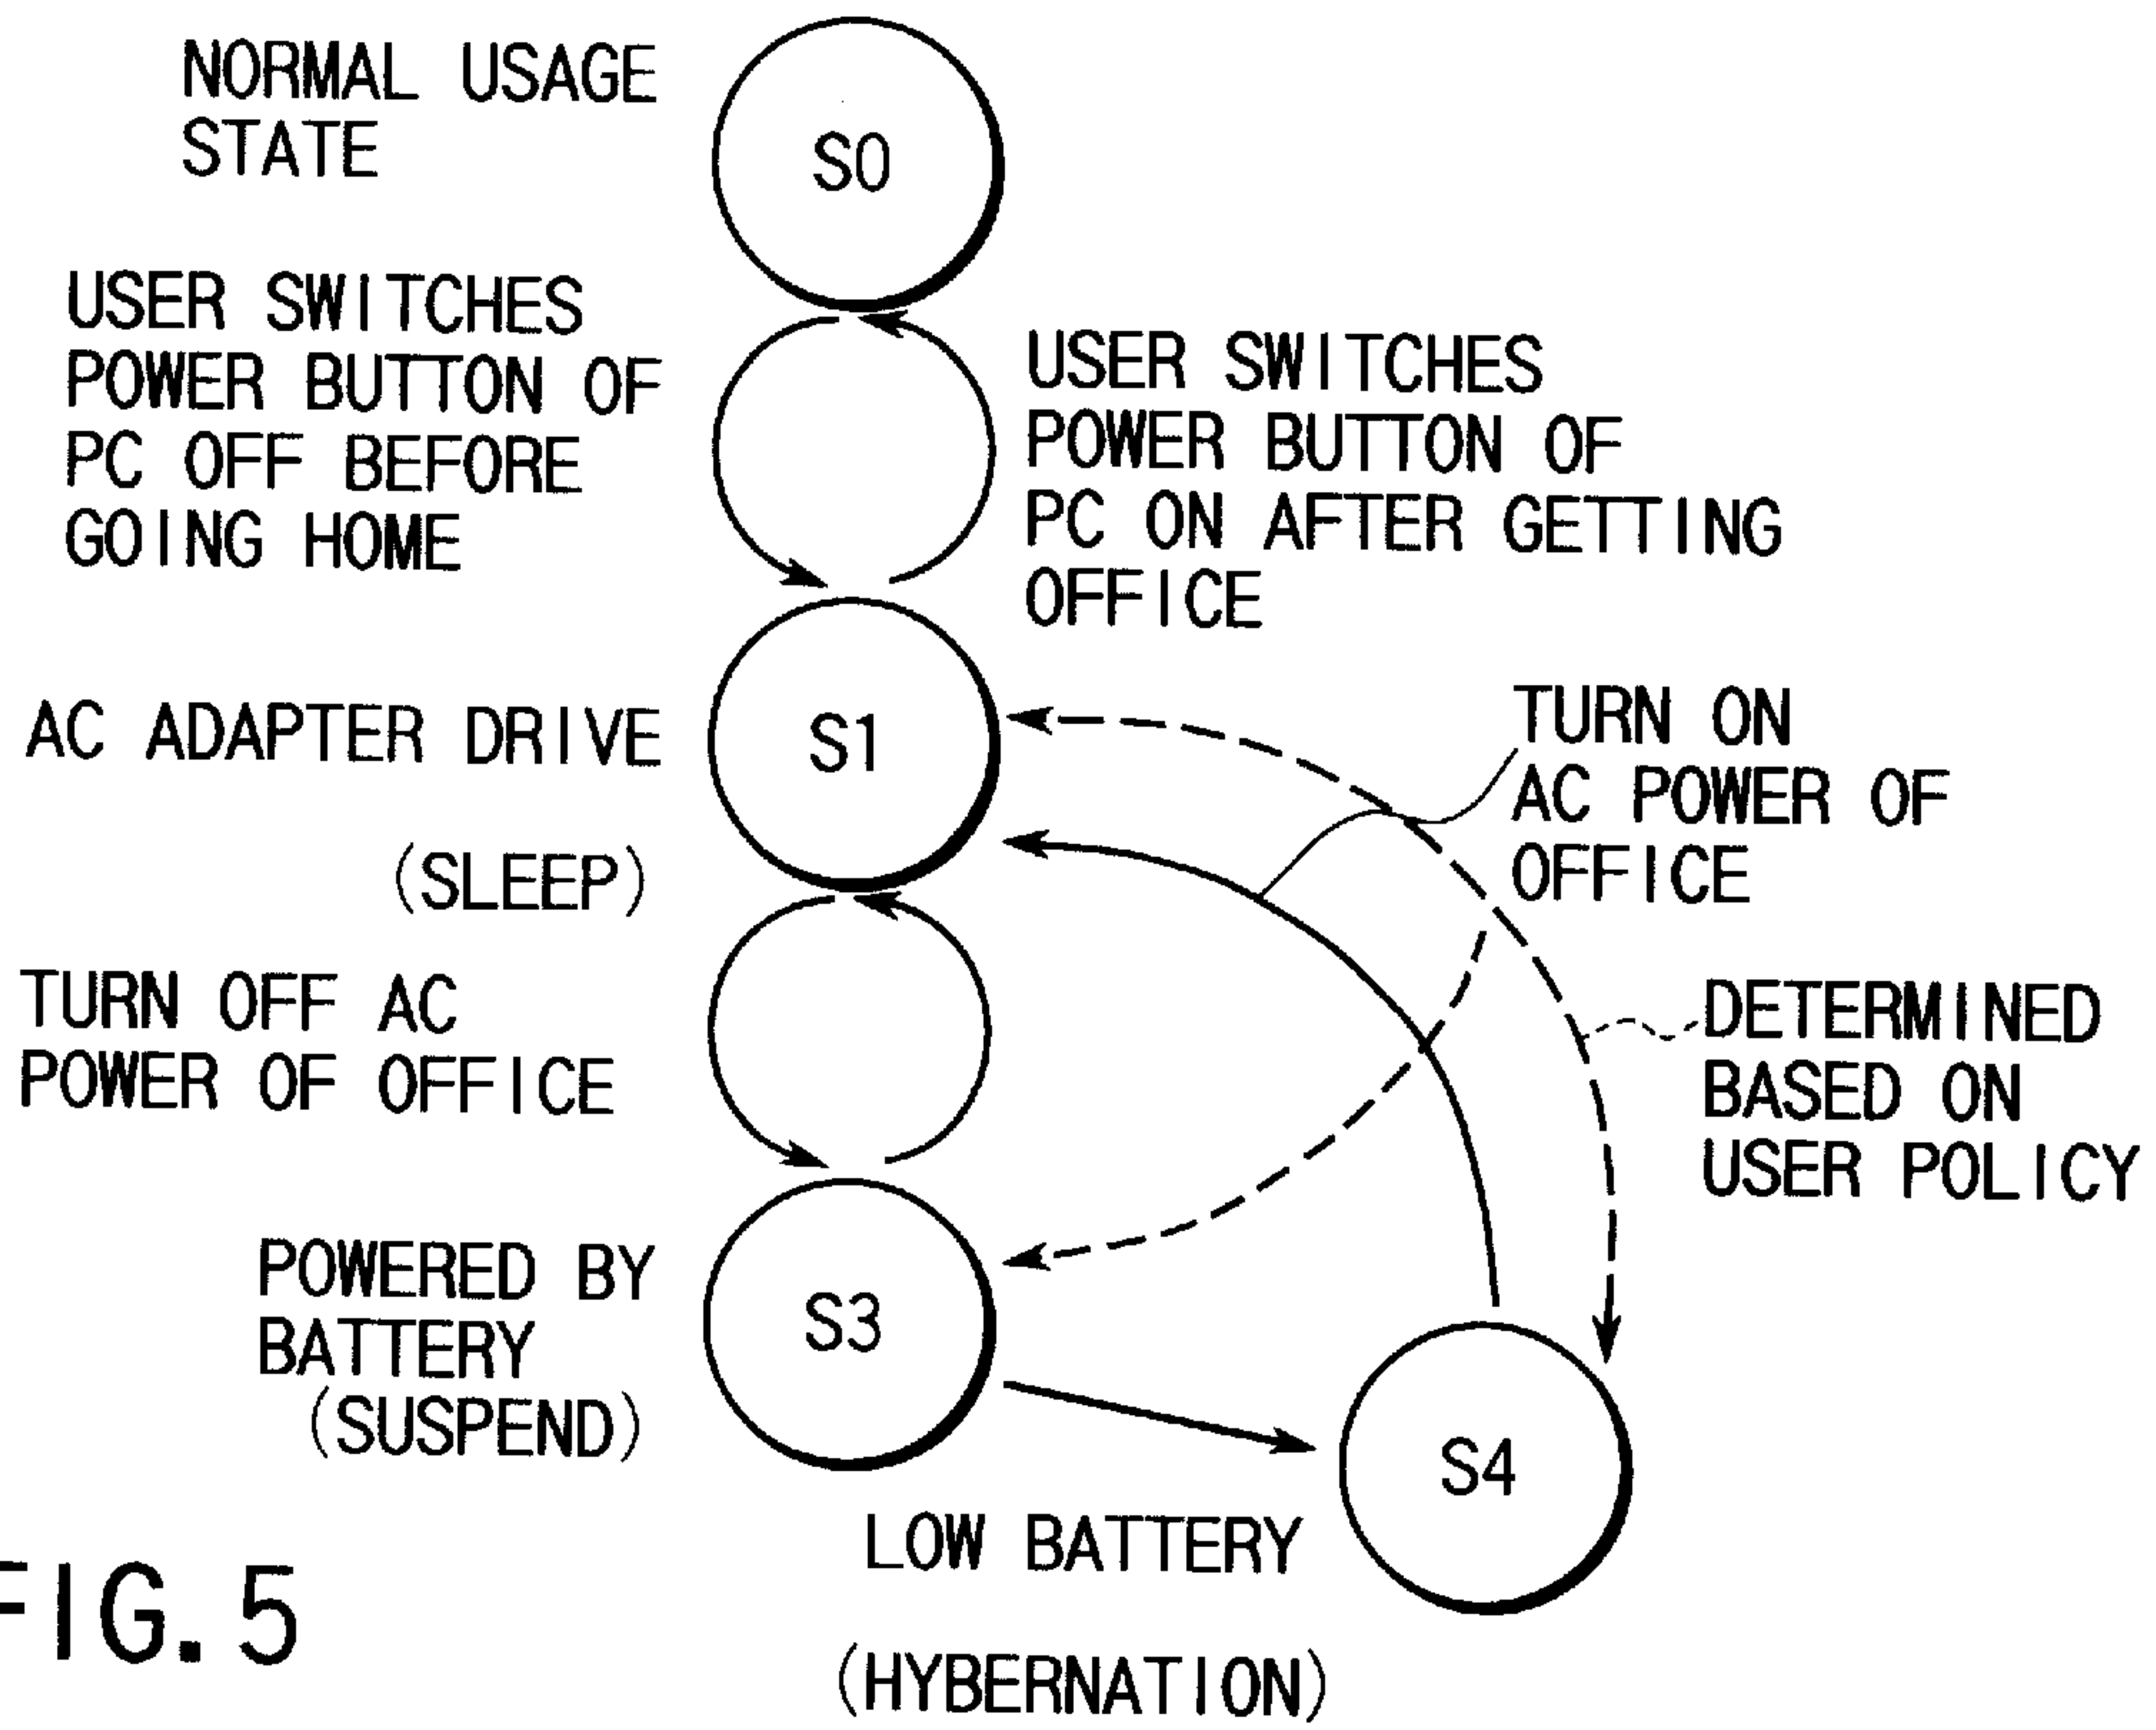 NORMAL USAGE
STATE
S0
USER SWITCHES
POWER BUTTON OF
PC OFF BEFORE
GOING HOME
USER SWITCHES
POWER BUTTON OF
PC ON AFTER GETTING
OFFICE
AC ADAPTER DRIVE
(SLEEP)
S1
TURN ON
AC POWER OF
OFFICE
TURN OFF AC
POWER OF OFFICE
DETERMINED
BASED ON
USER POLICY
POWERED BY
BATTERY
(SUSPEND)
S3
S4
LOW BATTERY
(HYBERNATION)
FIG. 5